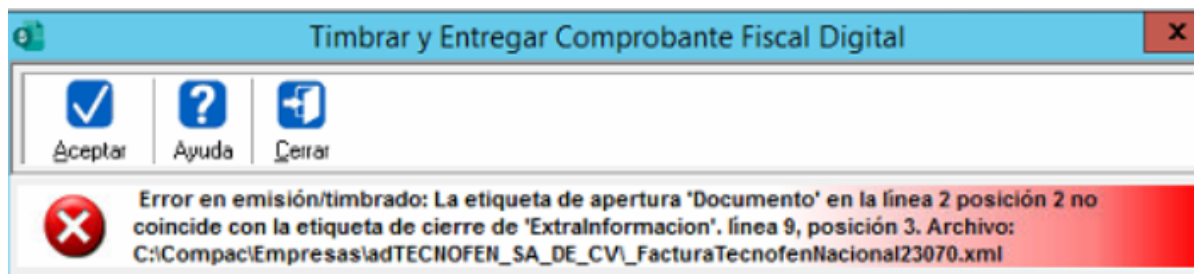 Timbrar y Entregar Comprobante Fiscal Digital
x
Aceptar Ayuda Cerrar
Error en emisión/timbrado: La etiqueta de apertura 'Documento' en la línea 2 posición 2 no
coincide con la etiqueta de cierre de 'ExtraInformacion'. línea 9, posición 3. Archivo:
C:\Compac\Empresas\adTECNOFEN_SA_DE_CV\_FacturaTecnofenNacional23070.xml